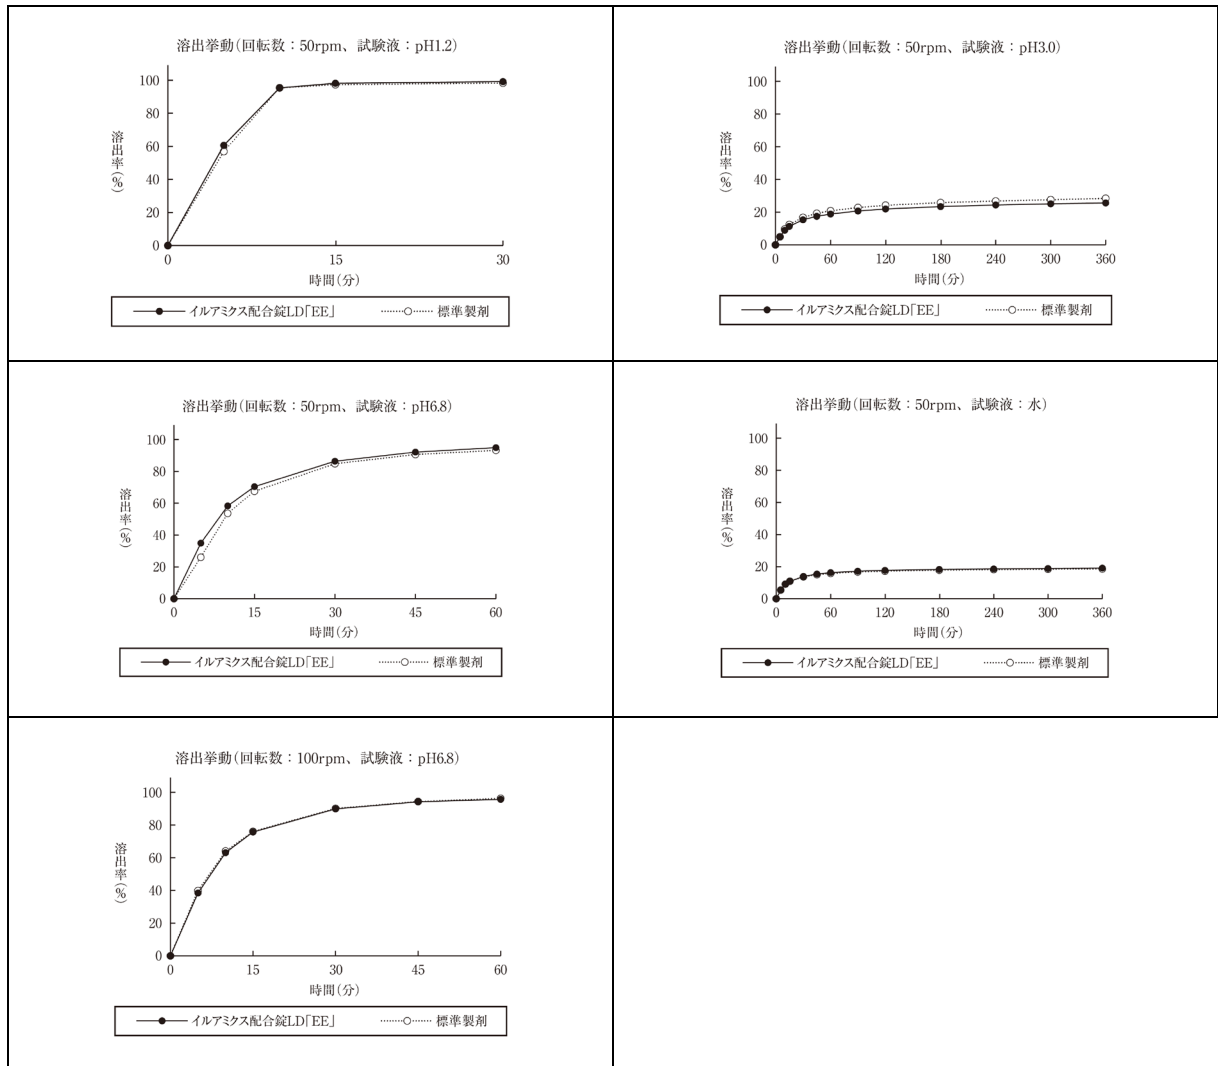 溶出挙動(回転数：50rpm、試験液：pH1.2)
100
80
60
40
20
0
溶出率(%)
0 15 30
時間(分)
イルアミクス配合錠LD「EE」 標準製剤
溶出挙動(回転数：50rpm、試験液：pH3.0)
100
80
60
40
20
0
溶出率(%)
0 60 120 180 240 300 360
時間(分)
イルアミクス配合錠LD「EE」 標準製剤
溶出挙動(回転数：50rpm、試験液：pH6.8)
100
80
60
40
20
0
溶出率(%)
0 15 30 45 60
時間(分)
イルアミクス配合錠LD「EE」 標準製剤
溶出挙動(回転数：50rpm、試験液：水)
100
80
60
40
20
0
溶出率(%)
0 60 120 180 240 300 360
時間(分)
イルアミクス配合錠LD「EE」 標準製剤
溶出挙動(回転数：100rpm、試験液：pH6.8)
100
80
60
40
20
0
溶出率(%)
0 15 30 45 60
時間(分)
イルアミクス配合錠LD「EE」 標準製剤